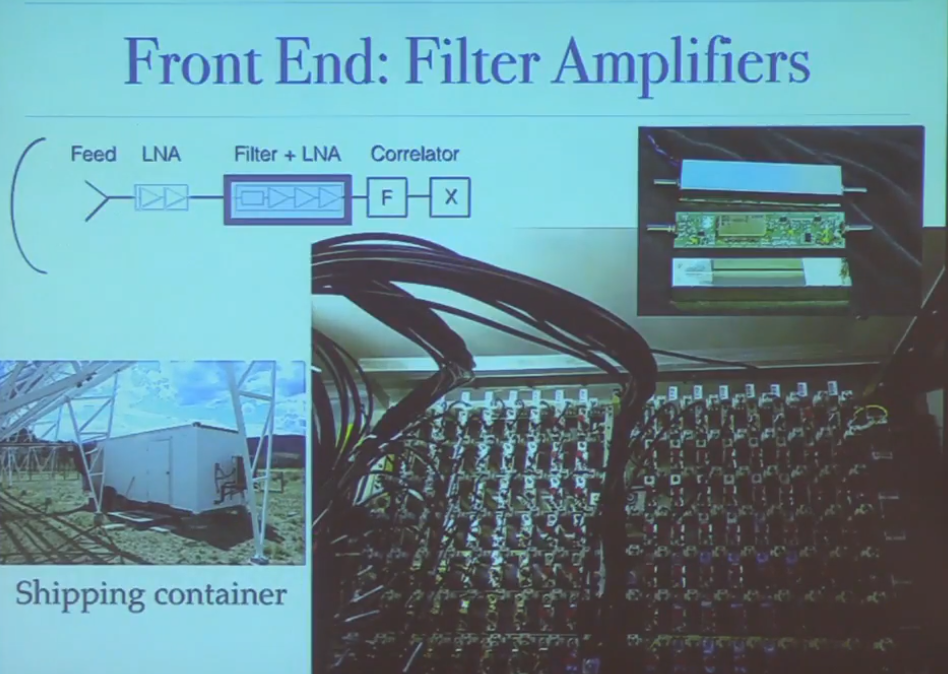 Front End: Filter Amplifiers
Feed LNA Filter + LNA Correlator
F X
Shipping container